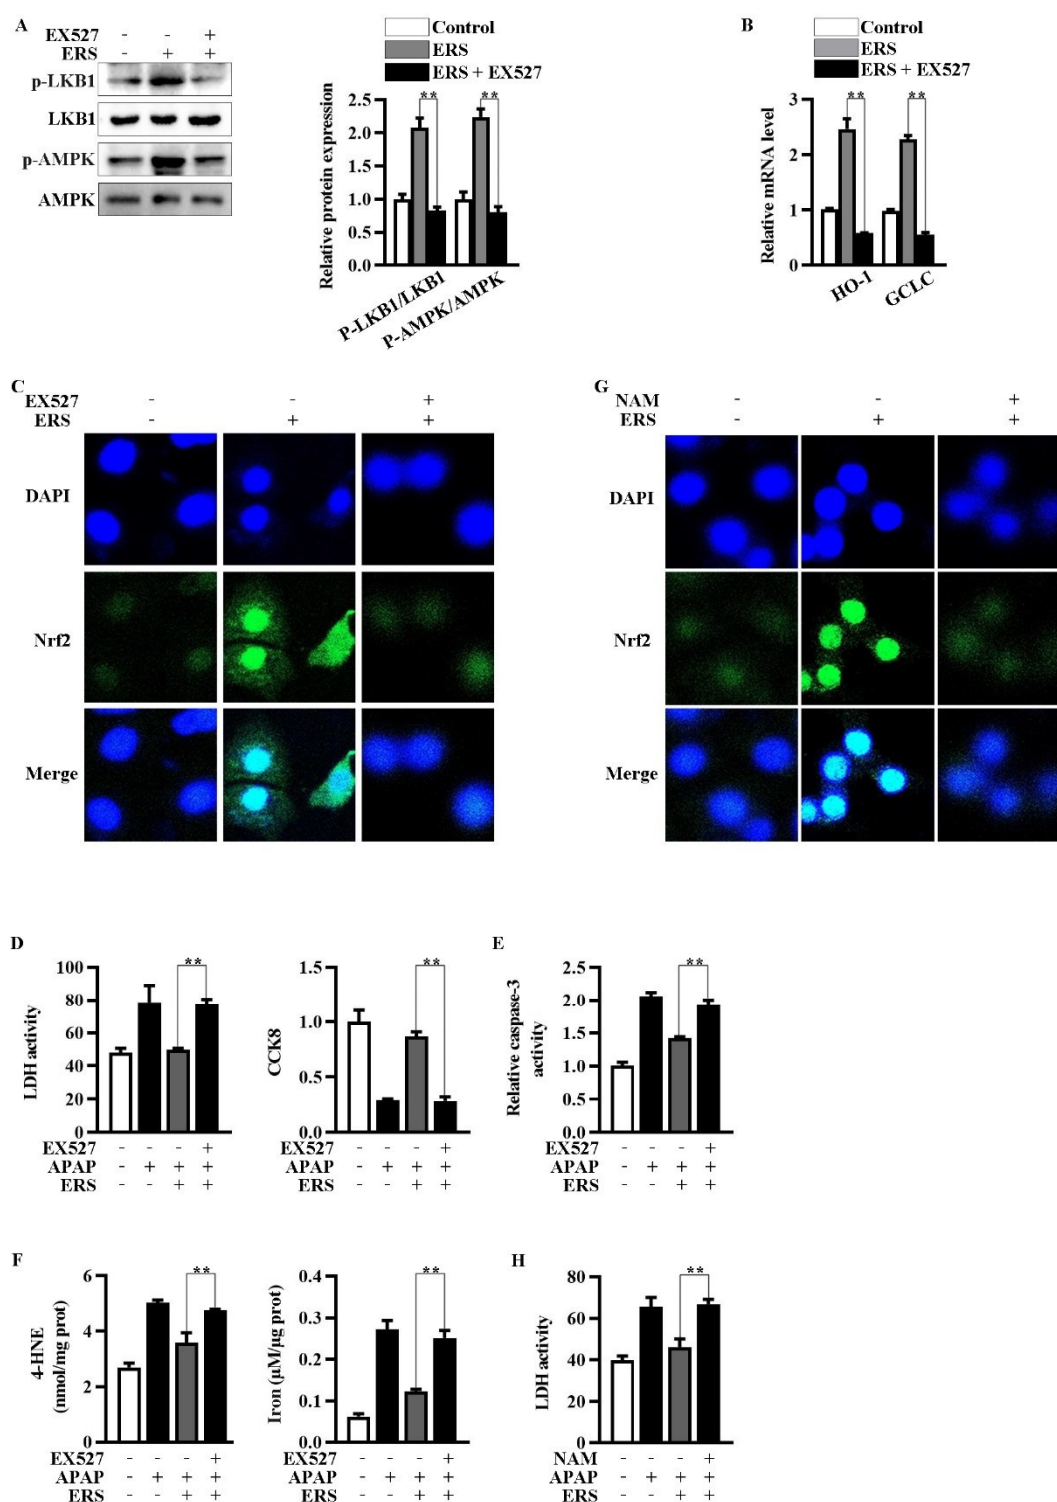 A
EX527 - - +
ERS - + +
p-LKB1
LKB1
p-AMPK
AMPK
Control
ERS
ERS + EX527
** **
Relative protein expression
2.5
2.0
1.5
1.0
0.5
0.0
P-LKB1/LKB1
P-AMPK/AMPK
B
Control
ERS
ERS + EX527
** **
Relative mRNA level
3
2
1
0
HO-1
GCLC
C
EX527 - - +
ERS - + +
DAPI
Nrf2
Merge
G
NAM - - +
ERS - + +
DAPI
Nrf2
Merge
D
**
LDH activity
100
80
60
40
20
0
EX527 - - - +
APAP - + + +
ERS - - + +
**
CCK8
1.5
1.0
0.5
0.0
EX527 - - - +
APAP - + + +
ERS - - + +
E
**
Relative caspase-3
activity
2.5
2.0
1.5
1.0
0.5
0.0
EX527 - - - +
APAP - + + +
ERS - - + +
F
**
4-HNE
(nmol/mg prot)
6
4
2
0
EX527 - - - +
APAP - + + +
ERS - - + +
**
Iron (μM/μg prot)
0.4
0.3
0.2
0.1
0.0
EX527 - - - +
APAP - + + +
ERS - - + +
H
**
LDH activity
80
60
40
20
0
NAM - - - +
APAP - + + +
ERS - - + +